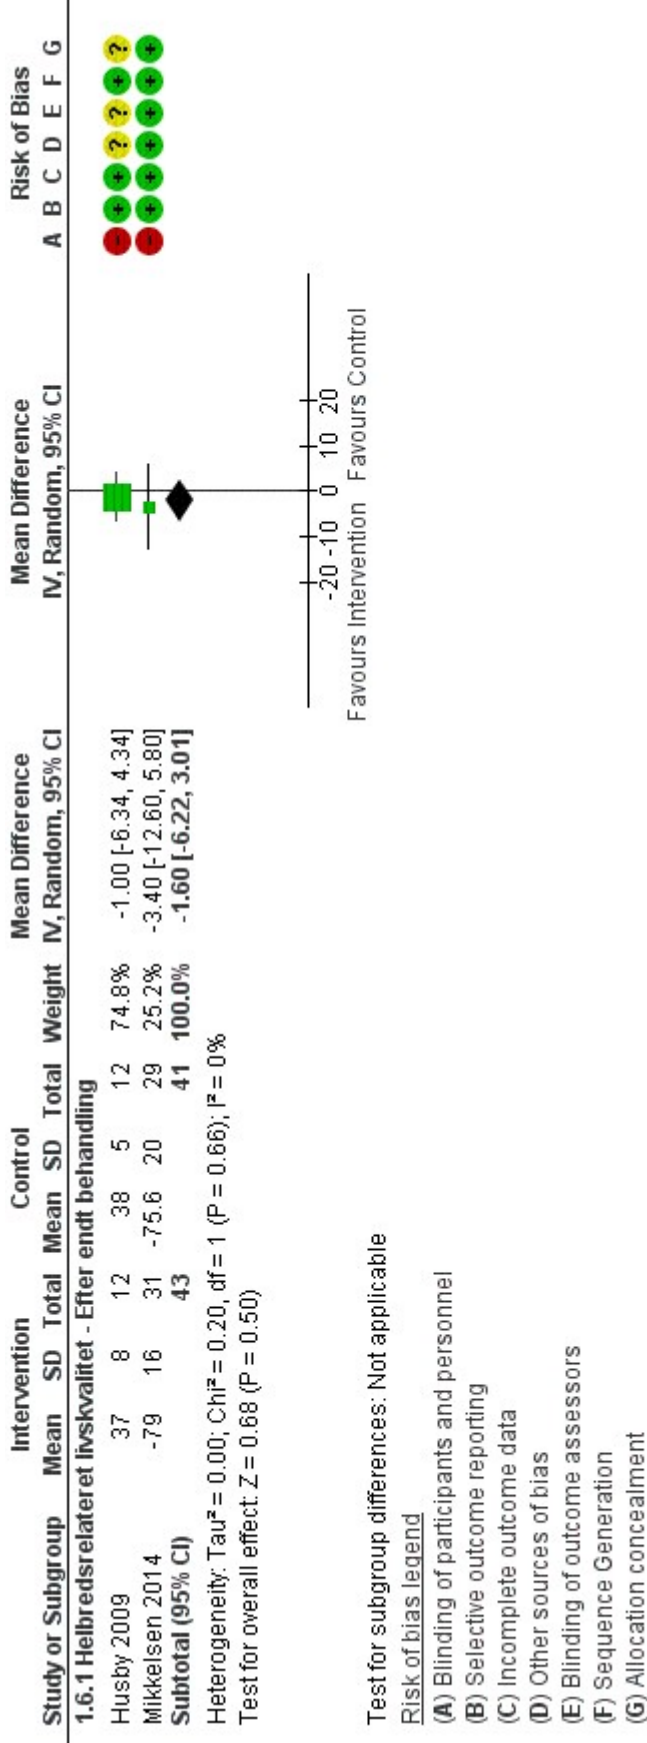 Intervention Control Mean Difference Mean Difference Risk of Bias
Study or Subgroup Mean SD Total Mean SD Total Weight IV, Random, 95% CI IV, Random, 95% CI A B C D E F G
1.6.1 Helbredsrelateret livskvalitet - Efter endt behandling
Husby 2009 37 8 12 38 5 12 74.8% -1.00 [-6.34, 4.34] - + + ? ? + ?
Mikkelsen 2014 -79 16 31 -75.6 20 29 25.2% -3.40 [-12.60, 5.80] - + + + + + +
Subtotal (95% CI) 43 41 100.0% -1.60 [-6.22, 3.01]
Heterogeneity: Tau² = 0.00; Chi² = 0.20, df = 1 (P = 0.66); I² = 0%
Test for overall effect: Z = 0.68 (P = 0.50)
-20 -10 0 10 20
Favours Intervention Favours Control
Test for subgroup differences: Not applicable
Risk of bias legend
(A) Blinding of participants and personnel
(B) Selective outcome reporting
(C) Incomplete outcome data
(D) Other sources of bias
(E) Blinding of outcome assessors
(F) Sequence Generation
(G) Allocation concealment